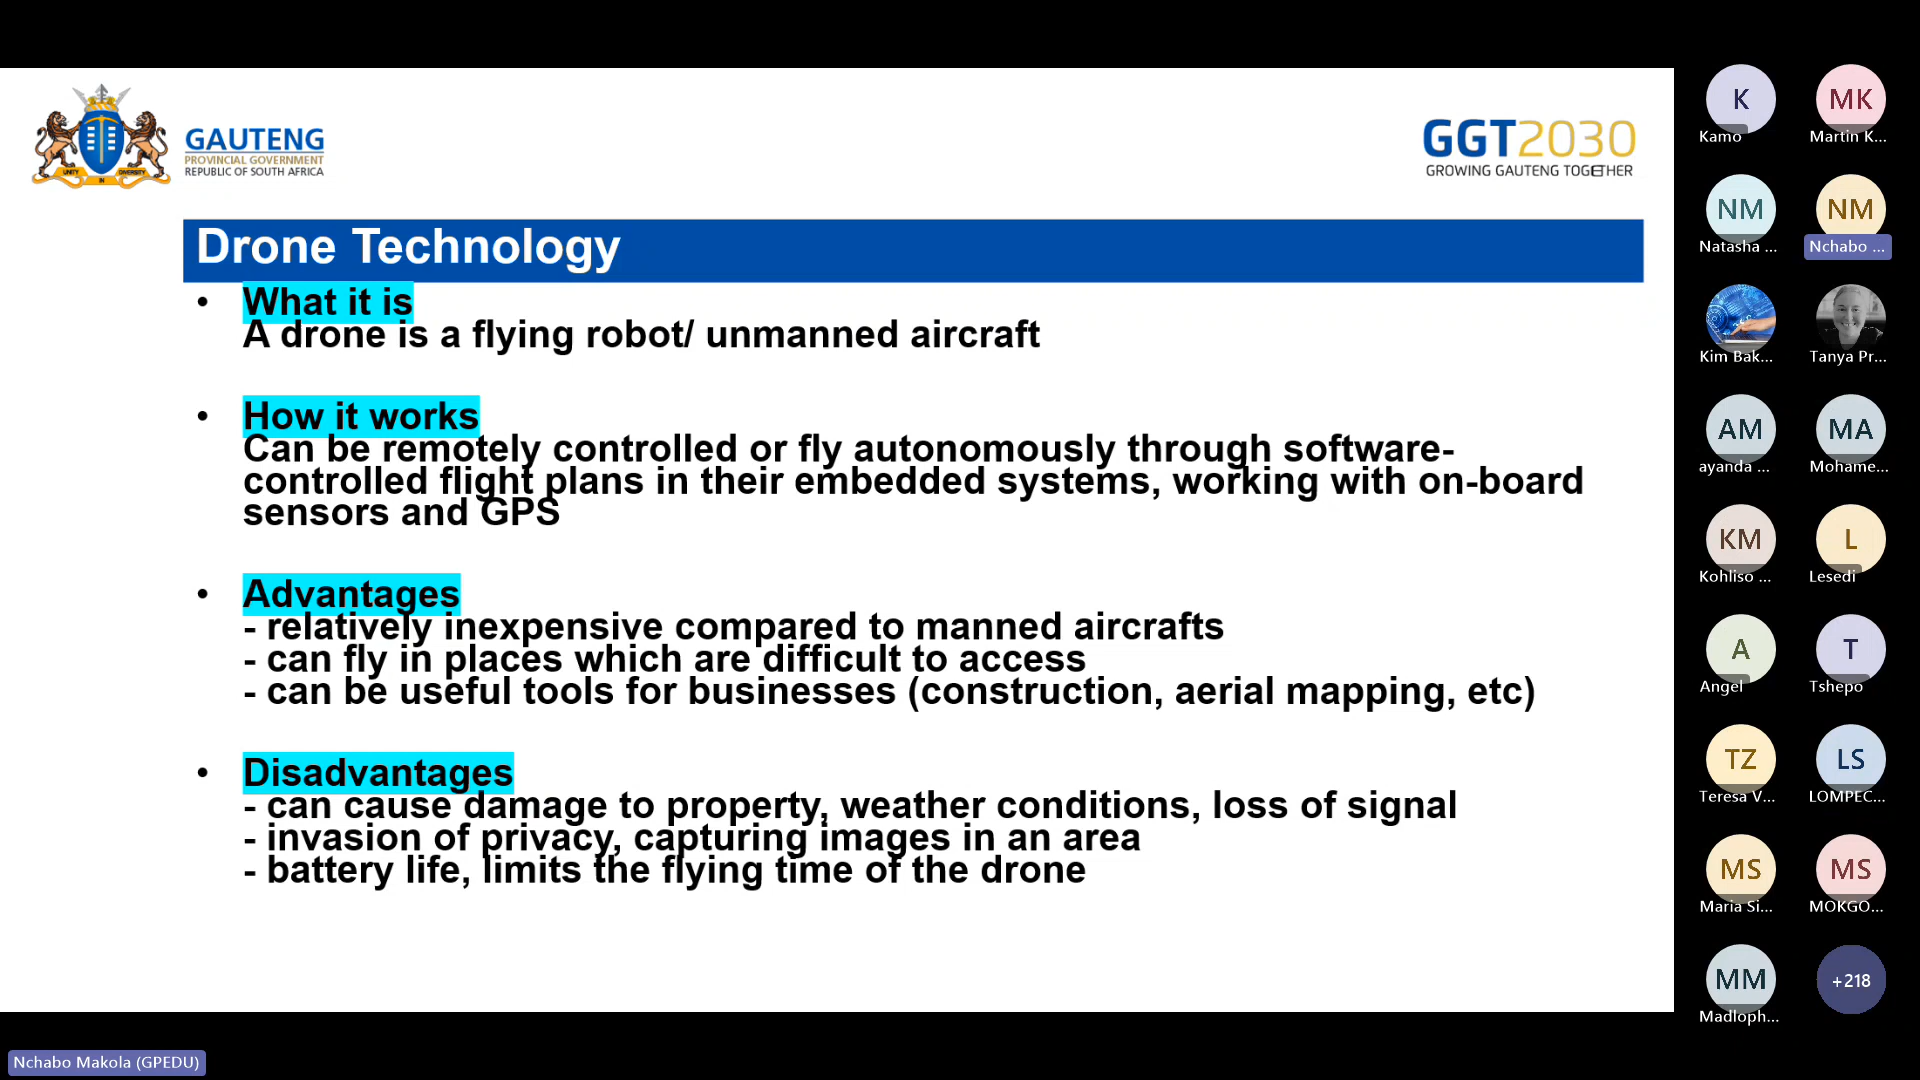 UNITY IN DIVERSITY
GAUTENG
PROVINCIAL GOVERNMENT
REPUBLIC OF SOUTH AFRICA
GGT2030
GROWING GAUTENG TOGETHER
Drone Technology
• What it is
A drone is a flying robot/ unmanned aircraft
• How it works
Can be remotely controlled or fly autonomously through software-
controlled flight plans in their embedded systems, working with on-board
sensors and GPS
• Advantages
- relatively inexpensive compared to manned aircrafts
- can fly in places which are difficult to access
- can be useful tools for businesses (construction, aerial mapping, etc)
• Disadvantages
- can cause damage to property, weather conditions, loss of signal
- invasion of privacy, capturing images in an area
- battery life, limits the flying time of the drone
K
Kamo
MK
Martin K...
NM
Natasha ...
NM
Nchabo ...
Kim Bak...
Tanya Pr...
AM
ayanda ...
MA
Mohame...
KM
Kohliso ...
L
Lesedi
A
Angel
T
Tshepo
TZ
Teresa V...
LS
LOMPEC...
MS
Maria Si...
MS
MOKGO...
MM
Madloph...
+218
Nchabo Makola (GPEDU)